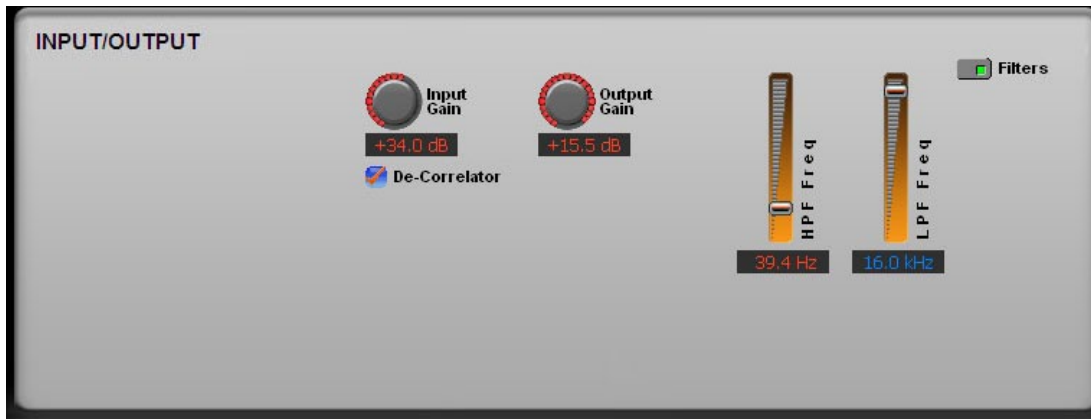 INPUT/OUTPUT
Filters
Input
Gain
Output
Gain
+34.0 dB
+15.5 dB
De-Correlator
HPF Freq
LPF Freq
39.4 Hz
16.0 kHz